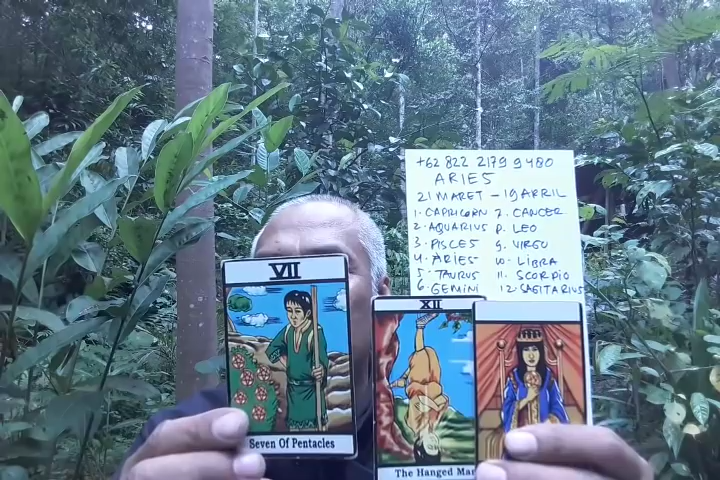 +62 822 2179 9480
ARIES
21 MARET - 19 APRIL
1. CAPRICORN 7. CANCER
2. AQUARIUS 8. LEO
3. PISCES 9. VIRGU
4. ARIES 10. LIBRA
5. TAURUS 11. SCORPIO
6. GEMINI 12. SAGITARIUS
VII
Seven Of Pentacles
XII
The Hanged Man